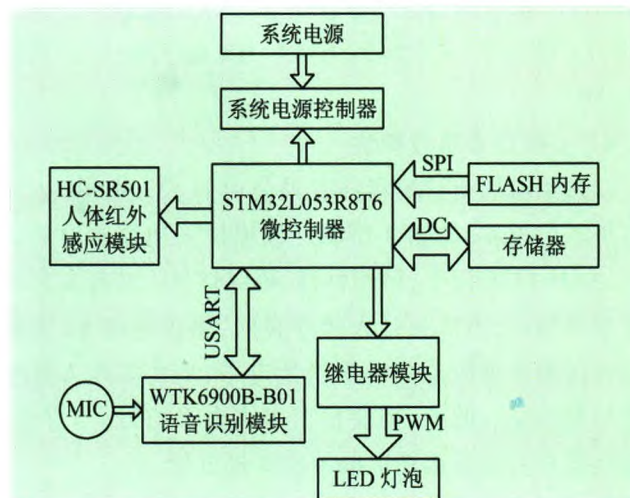 系统电源
系统电源控制器
HC-SR501
人体红外
感应模块
STM32L053R8T6
微控制器
SPI
FLASH 内存
DC
存储器
USART
继电器模块
MIC
WTK6900B-B01
语音识别模块
PWM
LED 灯泡